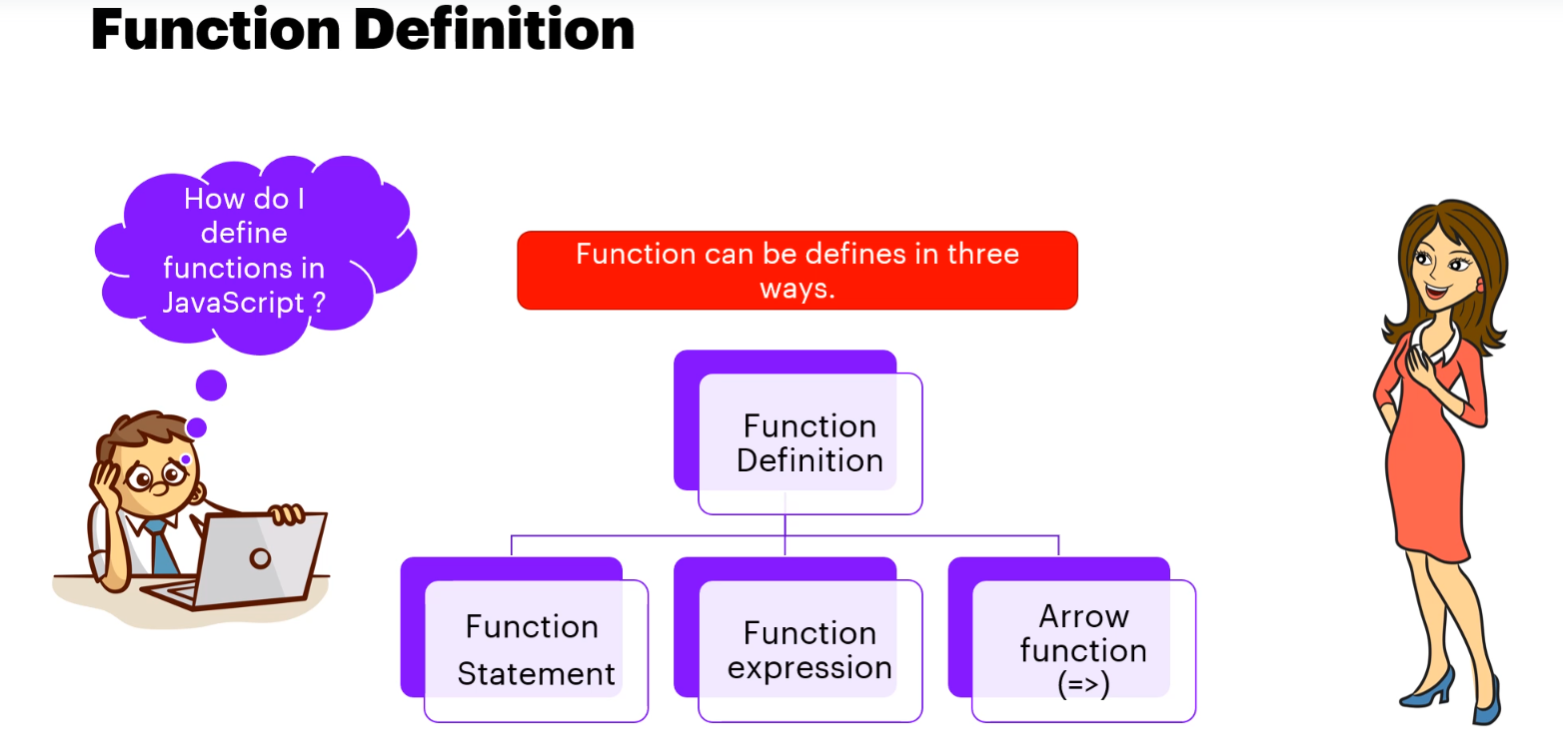 Function Definition
How do I
define
functions in
JavaScript ?
Function can be defines in three
ways.
Function
Definition
Function
Statement
Function
expression
Arrow
function
(=>)